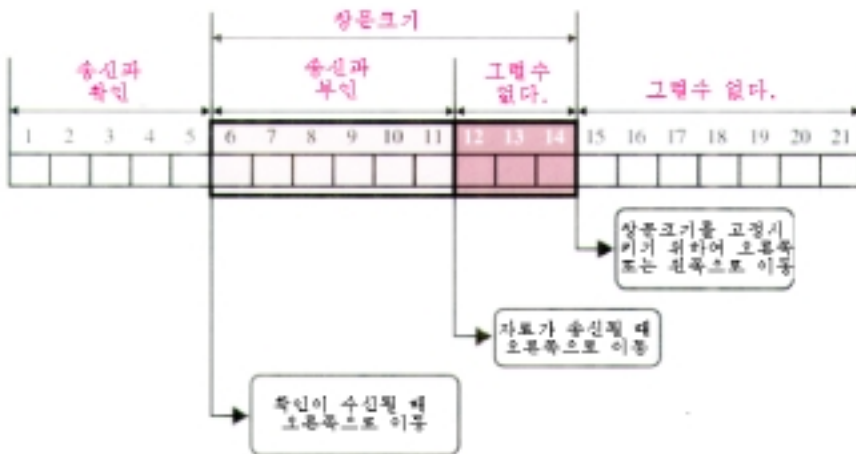 창문크기
송신과
확인
송신과
부인
그럴수
없다.
그럴수 없다.
1 2 3 4 5 6 7 8 9 10 11 12 13 14 15 16 17 18 19 20 21
창문크기를 고정시
키기 위하여 오른쪽
또는 왼쪽으로 이동
자료가 송신될 때
오른쪽으로 이동
확인이 수신될 때
오른쪽으로 이동